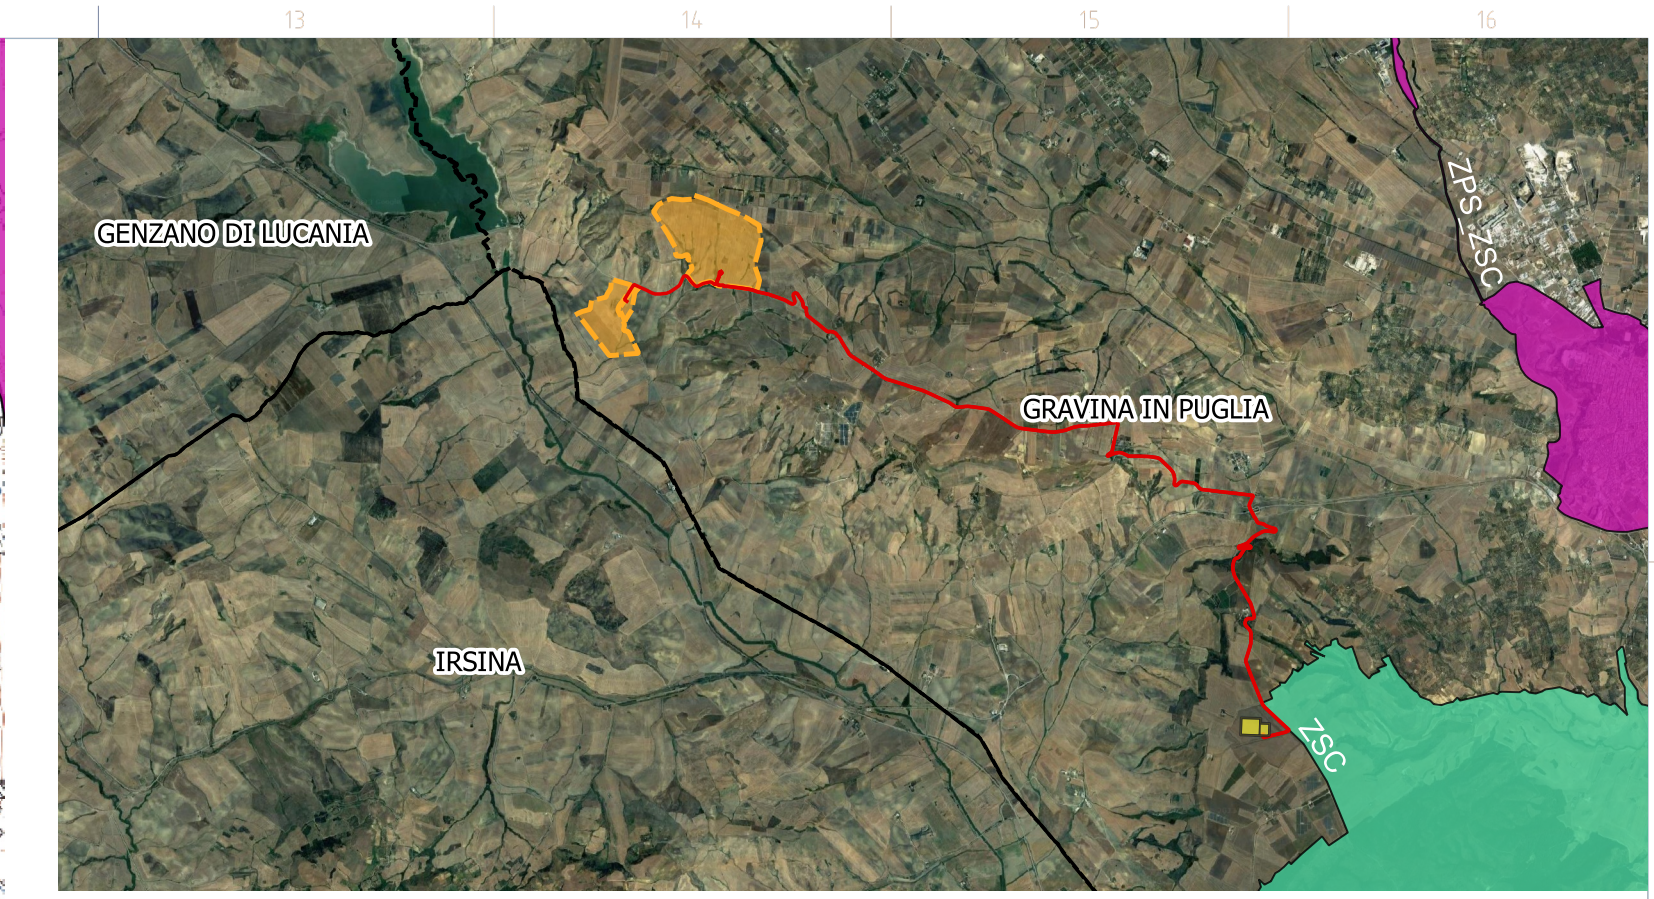 13 14 15 16
ZPS_ZSC
GENZANO DI LUCANIA
GRAVINA IN PUGLIA
IRSINA
ZSC